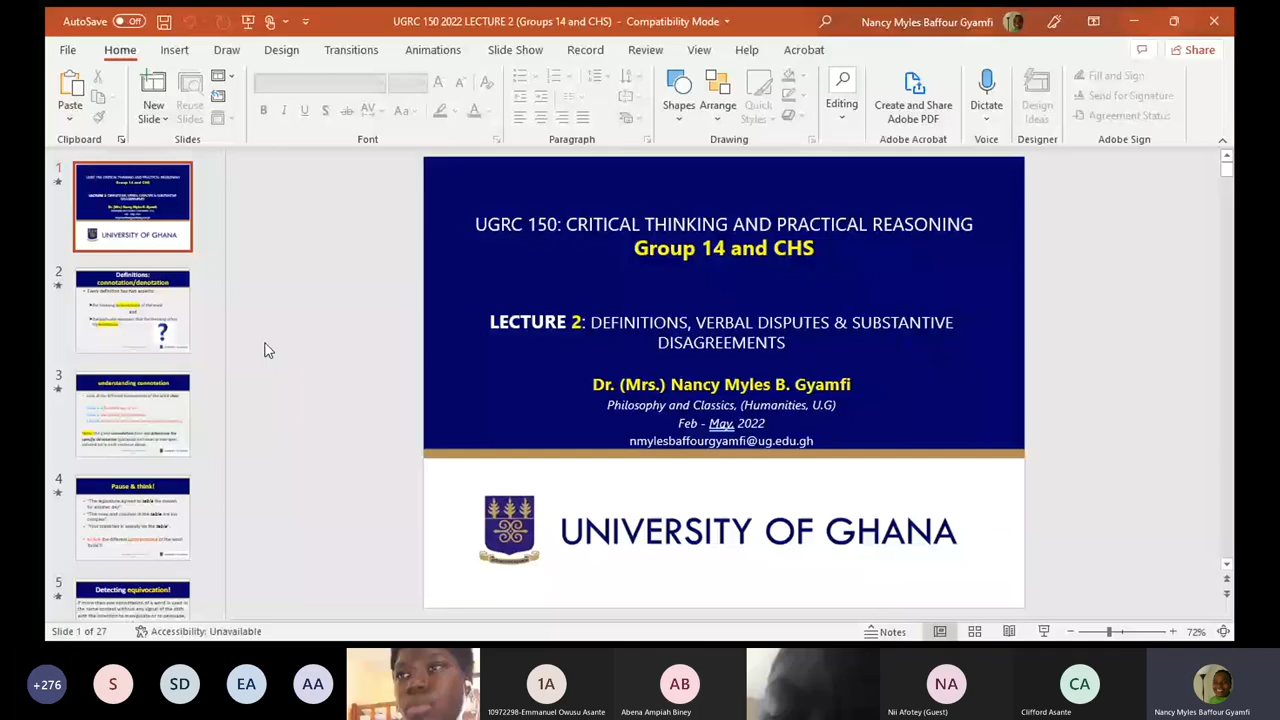 AutoSave Off
UGRC 150 2022 LECTURE 2 (Groups 14 and CHS) - Compatibility Mode
Nancy Myles Baffour Gyamfi
File Home Insert Draw Design Transitions Animations Slide Show Record Review View Help Acrobat
Share
Paste
New Slide
Reuse Slides
Shapes
Arrange
Quick Styles
Editing
Create and Share Adobe PDF
Dictate
Design Ideas
Fill and Sign
Send for Signature
Agreement Status
Clipboard Slides Font Paragraph Drawing Adobe Acrobat Voice Designer Adobe Sign
1
UNIVERSITY OF GHANA
2
Definitions:
connotation/denotation
3
understanding connotation
4
Pause & think!
5
Detecting equivocation!
UGRC 150: CRITICAL THINKING AND PRACTICAL REASONING
Group 14 and CHS
LECTURE 2: DEFINITIONS, VERBAL DISPUTES & SUBSTANTIVE
DISAGREEMENTS
Dr. (Mrs.) Nancy Myles B. Gyamfi
Philosophy and Classics, (Humanities, U.G)
Feb - May, 2022
nmylesbaffourgyamfi@ug.edu.gh
UNIVERSITY OF GHANA
Slide 1 of 27
Accessibility: Unavailable
Notes
72%
+276
S
SD
EA
AA
1A
10972298-Emmanuel Owusu Asante
AB
Abena Ampiah Biney
NA
Nii Afotey (Guest)
CA
Clifford Asante
Nancy Myles Baffour Gyamfi